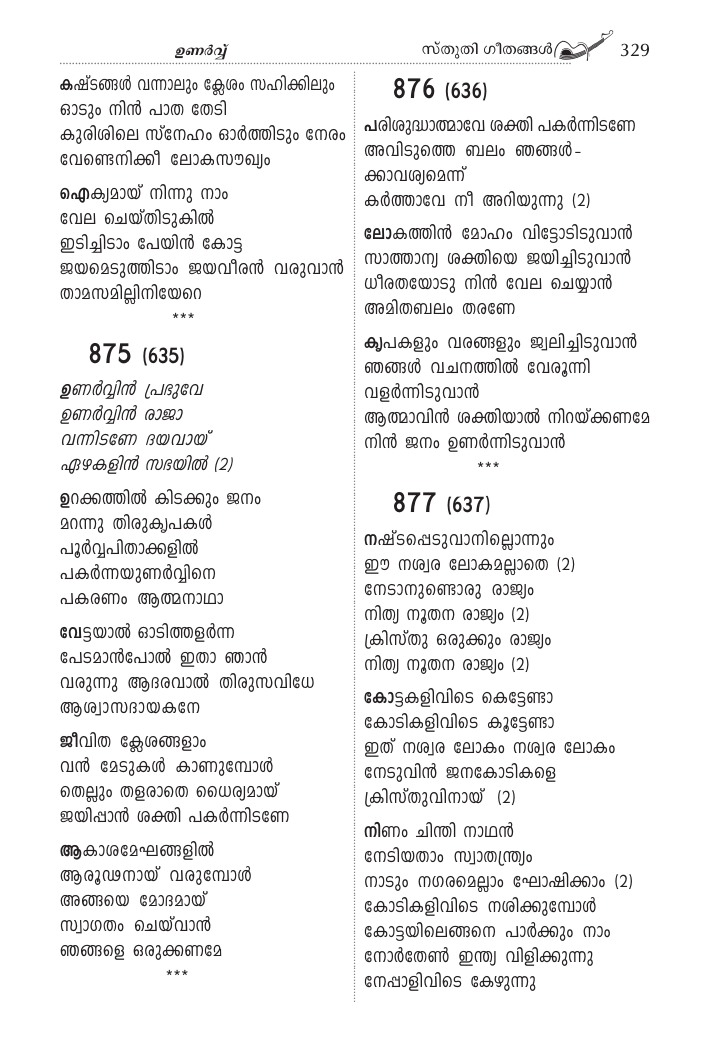 ഉണർവ്വ്
സ്തുതി ഗീതങ്ങൾ 329
കഷ്ടങ്ങൾ വന്നാലും ക്ലേശം സഹിക്കിലും
ഓടും നിൻ പാത തേടി
കുരിശിലെ സ്നേഹം ഓർത്തിടും നേരം
വേണ്ടെനിക്കീ ലോകസൗഖ്യം
ഐക്യമായ് നിന്നു നാം
വേല ചെയ്തിടുകിൽ
ഇടിച്ചിടാം പേയിൻ കോട്ട
ജയമെടുത്തിടാം ജയവീരൻ വരുവാൻ
താമസമില്ലിനിയേറെ
***
875 (635)
ഉണർവ്വിൻ പ്രഭുവേ
ഉണർവ്വിൻ രാജാ
വന്നിടണേ ദയവായ്
ഏഴകളിൻ സഭയിൽ (2)
ഉറക്കത്തിൽ കിടക്കും ജനം
മറന്നു തിരുകൃപകൾ
പൂർവ്വപിതാക്കളിൽ
പകർന്നയുണർവ്വിനെ
പകരണം ആത്മനാഥാ
വേട്ടയാൽ ഓടിത്തളർന്ന
പേടമാൻപോൽ ഇതാ ഞാൻ
വരുന്നു ആദരവാൽ തിരുസവിധേ
ആശ്വാസദായകനേ
ജീവിത ക്ലേശങ്ങളാം
വൻ മേടുകൾ കാണുമ്പോൾ
തെല്ലും തളരാതെ ധൈര്യമായ്
ജയിപ്പാൻ ശക്തി പകർന്നിടണേ
ആകാശമേഘങ്ങളിൽ
ആരൂഢനായ് വരുമ്പോൾ
അങ്ങയെ മോദമായ്
സ്വാഗതം ചെയ്‌വാൻ
ഞങ്ങളെ ഒരുക്കണമേ
***
876 (636)
പരിശുദ്ധാത്മാവേ ശക്തി പകർന്നിടണേ
അവിടുത്തെ ബലം ഞങ്ങൾ-
ക്കാവശ്യമെന്ന്
കർത്താവേ നീ അറിയുന്നു (2)
ലോകത്തിൻ മോഹം വിട്ടോടിടുവാൻ
സാത്താന്യ ശക്തിയെ ജയിച്ചിടുവാൻ
ധീരതയോടു നിൻ വേല ചെയ്യാൻ
അമിതബലം തരണേ
കൃപകളും വരങ്ങളും ജ്വലിച്ചിടുവാൻ
ഞങ്ങൾ വചനത്തിൽ വേരൂന്നി
വളർന്നിടുവാൻ
ആത്മാവിൻ ശക്തിയാൽ നിറയ്ക്കണമേ
നിൻ ജനം ഉണർന്നിടുവാൻ
***
877 (637)
നഷ്ടപ്പെടുവാനില്ലൊന്നും
ഈ നശ്വര ലോകമല്ലാതെ (2)
നേടാനുണ്ടൊരു രാജ്യം
നിത്യ നൂതന രാജ്യം (2)
ക്രിസ്തു ഒരുക്കും രാജ്യം
നിത്യ നൂതന രാജ്യം (2)
കോട്ടകളിവിടെ കെട്ടേണ്ടാ
കോടികളിവിടെ കൂട്ടേണ്ടാ
ഇത് നശ്വര ലോകം നശ്വര ലോകം
നേടുവിൻ ജനകോടികളെ
ക്രിസ്തുവിനായ് (2)
നിണം ചിന്തി നാഥൻ
നേടിയതാം സ്വാതന്ത്ര്യം
നാടും നഗരമെല്ലാം ഘോഷിക്കാം (2)
കോടികളിവിടെ നശിക്കുമ്പോൾ
കോട്ടയിലെങ്ങനെ പാർക്കും നാം
നോർതേൺ ഇന്ത്യ വിളിക്കുന്നു
നേപ്പാളിവിടെ കേഴുന്നു